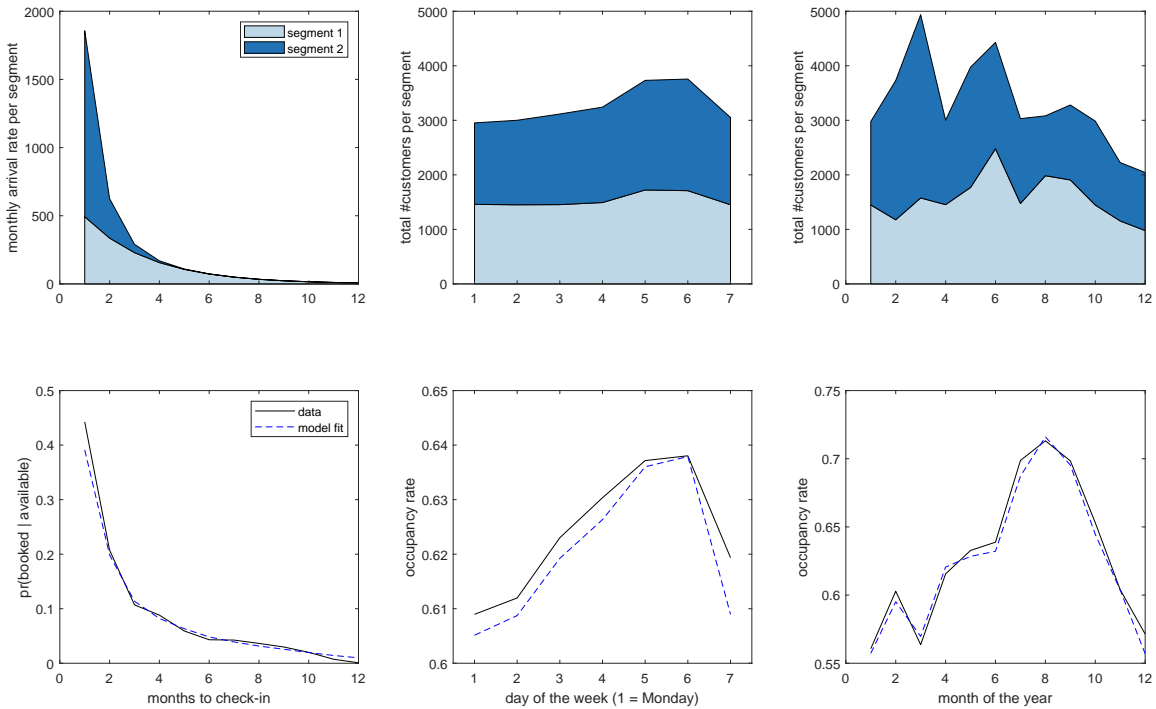 monthly arrival rate per segment
2000
1500
1000
500
0
0 2 4 6 8 10 12
segment 1
segment 2
total #customers per segment
5000
4000
3000
2000
1000
0
1 2 3 4 5 6 7
total #customers per segment
5000
4000
3000
2000
1000
0
0 2 4 6 8 10 12
pr(booked | available)
0.5
0.4
0.3
0.2
0.1
0
0 2 4 6 8 10 12
months to check-in
data
model fit
occupancy rate
0.65
0.64
0.63
0.62
0.61
0.6
1 2 3 4 5 6 7
day of the week (1 = Monday)
occupancy rate
0.75
0.7
0.65
0.6
0.55
0 2 4 6 8 10 12
month of the year